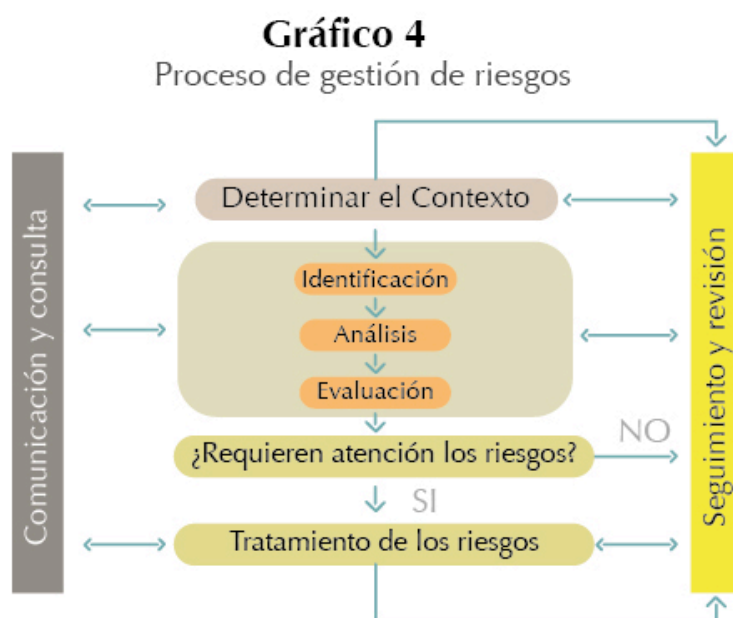 Gráfico 4
Proceso de gestión de riesgos
Comunicación y consulta
Determinar el Contexto
Identificación
Análisis
Evaluación
¿Requieren atención los riesgos?
NO
SI
Tratamiento de los riesgos
Seguimiento y revisión